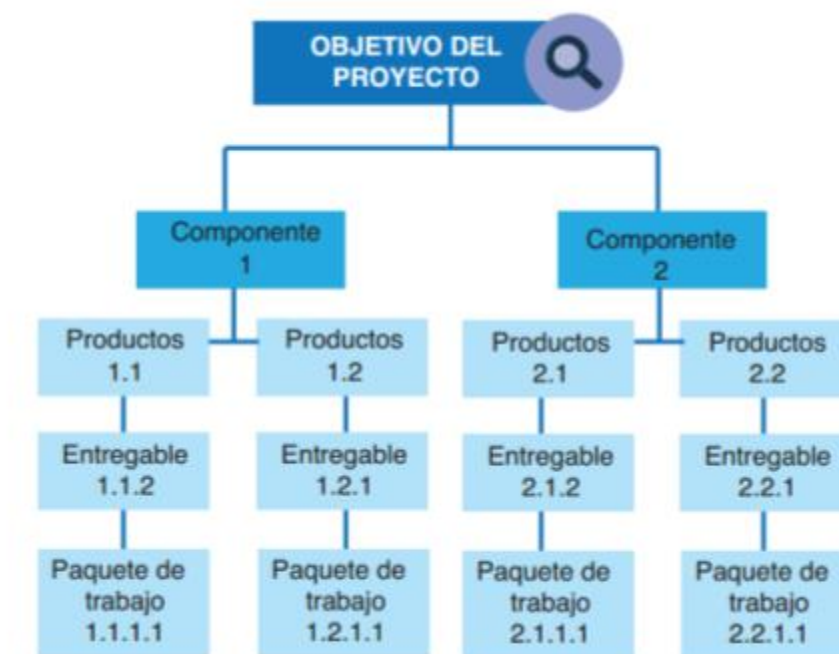 OBJETIVO DEL
PROYECTO
Componente
1
Componente
2
Productos
1.1
Productos
1.2
Productos
2.1
Productos
2.2
Entregable
1.1.2
Entregable
1.2.1
Entregable
2.1.2
Entregable
2.2.1
Paquete de
trabajo
1.1.1.1
Paquete de
trabajo
1.2.1.1
Paquete de
trabajo
2.1.1.1
Paquete de
trabajo
2.2.1.1